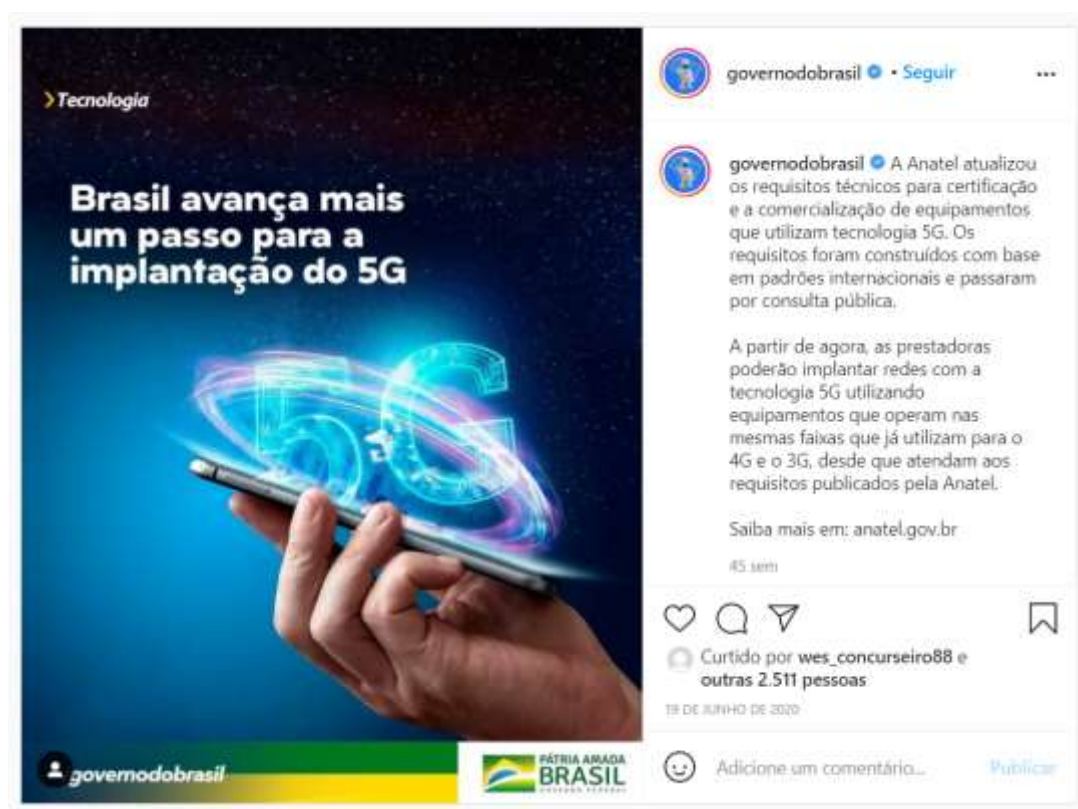 >Tecnologia
Brasil avança mais
um passo para a
implantação do 5G
5G
governodobrasil
PÁTRIA AMADA
BRASIL
GOVERNO FEDERAL
governodobrasil • Seguir
governodobrasil A Anatel atualizou
os requisitos técnicos para certificação
e a comercialização de equipamentos
que utilizam tecnologia 5G. Os
requisitos foram construídos com base
em padrões internacionais e passaram
por consulta pública.
A partir de agora, as prestadoras
poderão implantar redes com a
tecnologia 5G utilizando
equipamentos que operam nas
mesmas faixas que já utilizam para o
4G e o 3G, desde que atendam aos
requisitos publicados pela Anatel.
Saiba mais em: anatel.gov.br
45 sem
Curtido por wes_concurseiro88 e
outras 2.511 pessoas
19 DE JUNHO DE 2020
Adicione um comentário... Publicar